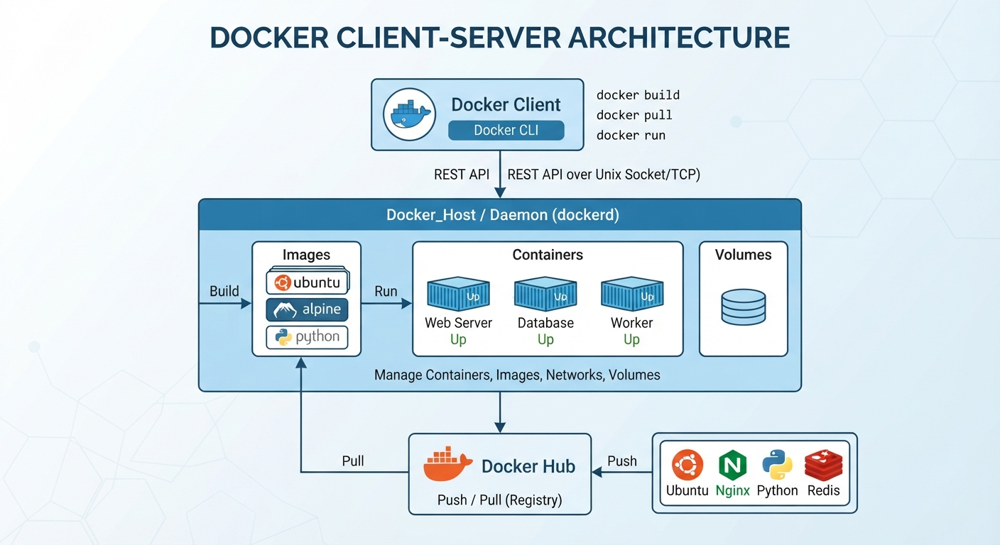 DOCKER CLIENT-SERVER ARCHITECTURE
Docker Client
Docker CLI
docker build
docker pull
docker run
REST API
REST API over Unix Socket/TCP)
Docker_Host / Daemon (dockerd)
Build
Images
ubuntu
alpine
python
Run
Containers
Up
Up
Up
Web Server
Database
Worker
Up
Up
Up
Volumes
Manage Containers, Images, Networks, Volumes
Pull
Docker Hub
Push / Pull (Registry)
Push
N
Ubuntu
Nginx
Python
Redis